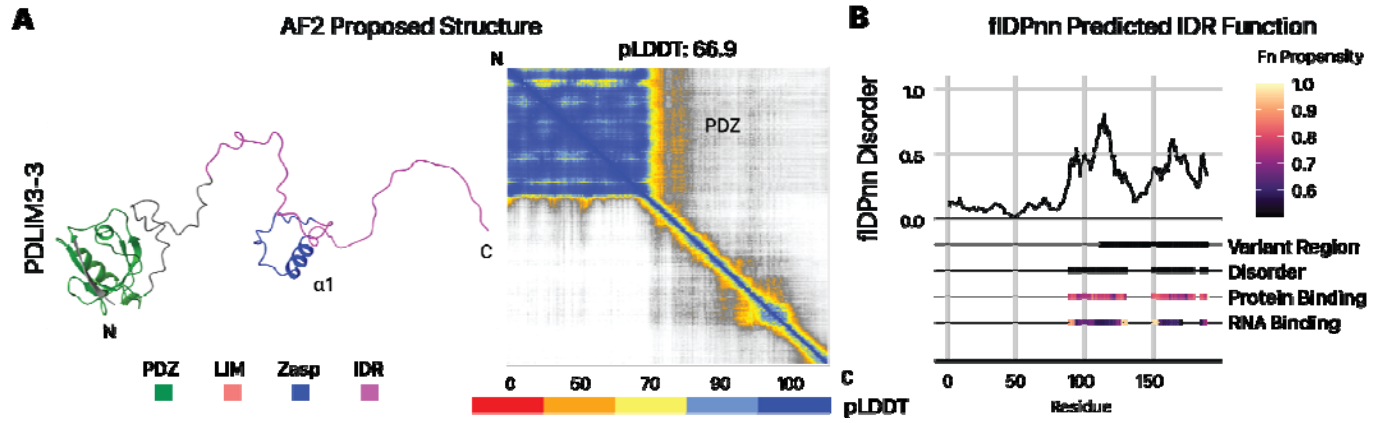 A
AF2 Proposed Structure
pLDDT: 66.9
N
PDZ
PDLIM3-3
N
α1
C
PDZ
LIM
Zasp
IDR
0
50
70
90
100
C
pLDDT
B
flDPnn Predicted IDR Function
Fn Propensity
1.0
0.9
0.8
0.7
0.6
flDPnn Disorder
1.0
0.5
0.0
Variant Region
Disorder
Protein Binding
RNA Binding
0
50
100
150
Residue